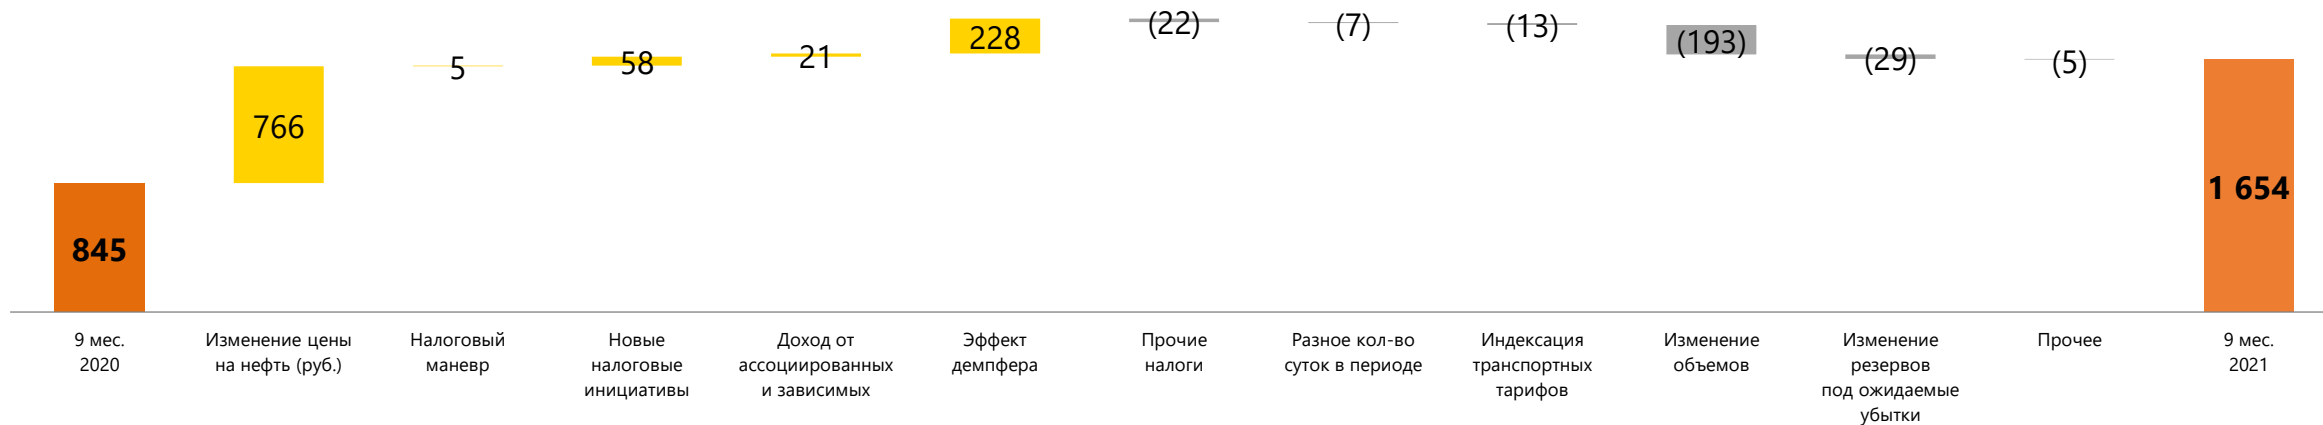 845
766
5
58
21
228
(22)
(7)
(13)
(193)
(29)
(5)
1 654
9 мес.
2020
Изменение цены
на нефть (руб.)
Налоговый
маневр
Новые
налоговые
инициативы
Доход от
ассоциированных
и зависимых
Эффект
демпфера
Прочие
налоги
Разное кол-во
суток в периоде
Индексация
транспортных
тарифов
Изменение
объемов
Изменение
резервов
под ожидаемые
убытки
Прочее
9 мес.
2021